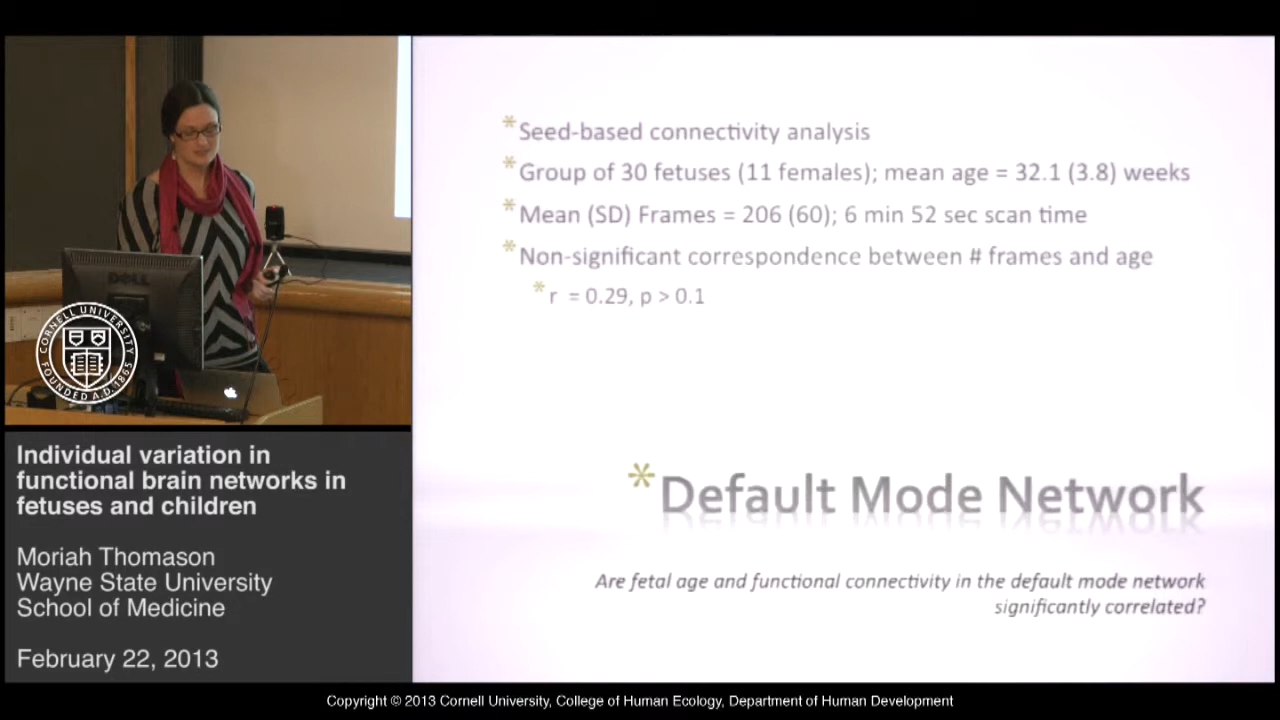 * Seed-based connectivity analysis
* Group of 30 fetuses (11 females); mean age = 32.1 (3.8) weeks
* Mean (SD) Frames = 206 (60); 6 min 52 sec scan time
* Non-significant correspondence between # frames and age
* r = 0.29, p > 0.1
* Default Mode Network
Are fetal age and functional connectivity in the default mode network
significantly correlated?
DELL
CORNELL UNIVERSITY
FOUNDED A.D. 1865
Individual variation in
functional brain networks in
fetuses and children
Moriah Thomason
Wayne State University
School of Medicine
February 22, 2013
Copyright © 2013 Cornell University, College of Human Ecology, Department of Human Development